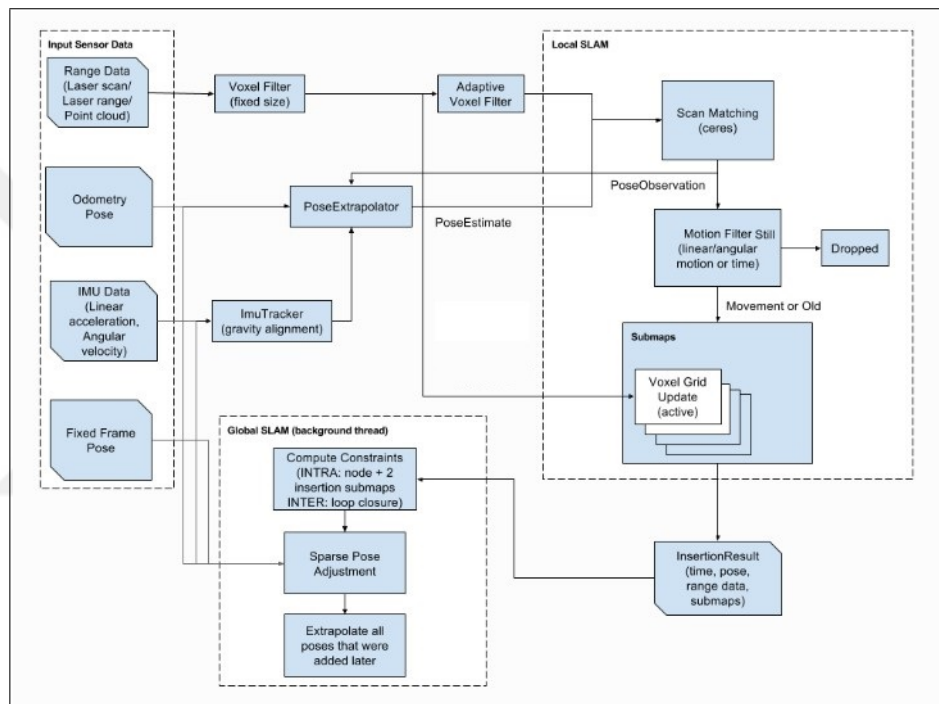 Input Sensor Data
Range Data
(Laser scan/
Laser range/
Point cloud)
Odometry
Pose
IMU Data
(Linear
acceleration,
Angular
velocity)
Fixed Frame
Pose
Voxel Filter
(fixed size)
Adaptive
Voxel Filter
PoseExtrapolator
PoseEstimate
ImuTracker
(gravity alignment)
Local SLAM
Scan Matching
(ceres)
PoseObservation
Motion Filter Still
(linear/angular
motion or time)
Dropped
Movement or Old
Submaps
Voxel Grid
Update
(active)
InsertionResult
(time, pose,
range data,
submaps)
Global SLAM (background thread)
Compute Constraints
(INTRA: node + 2
insertion submaps
INTER: loop closure)
Sparse Pose
Adjustment
Extrapolate all
poses that were
added later